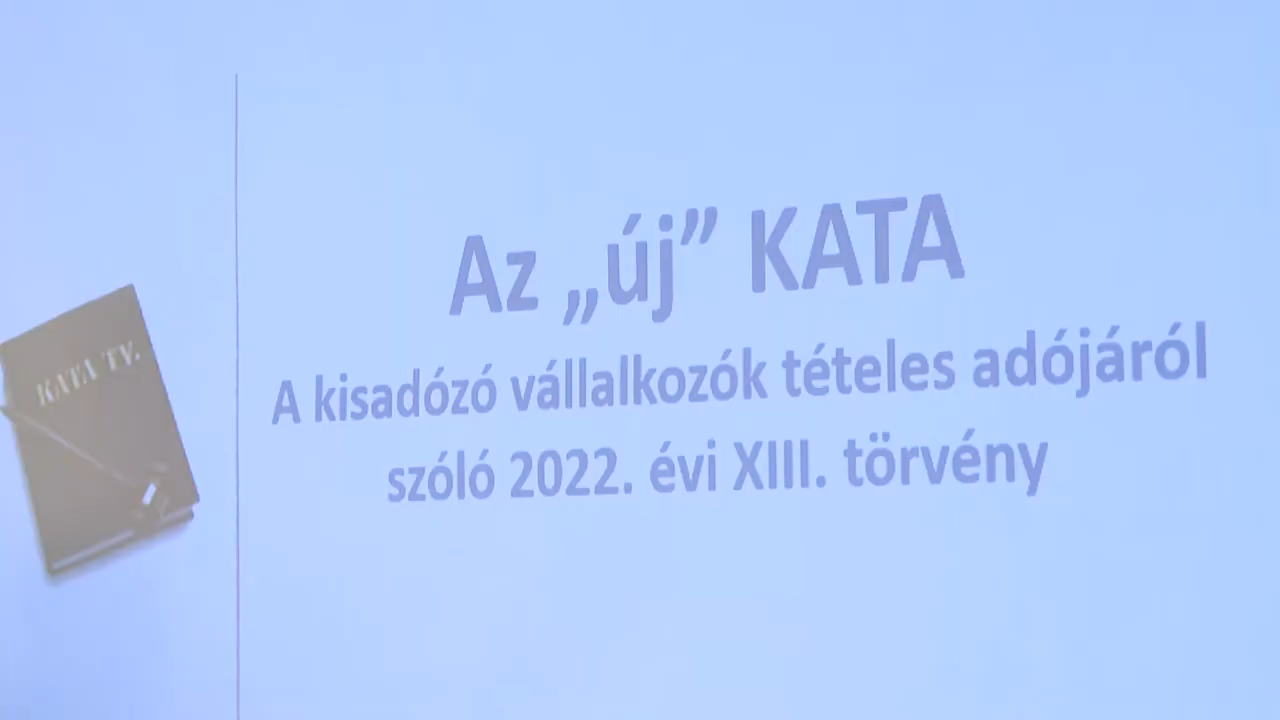 Az „új” KATA
A kisadózó vállalkozók tételes adójáról
szóló 2022. évi XIII. törvény
KATA TV.